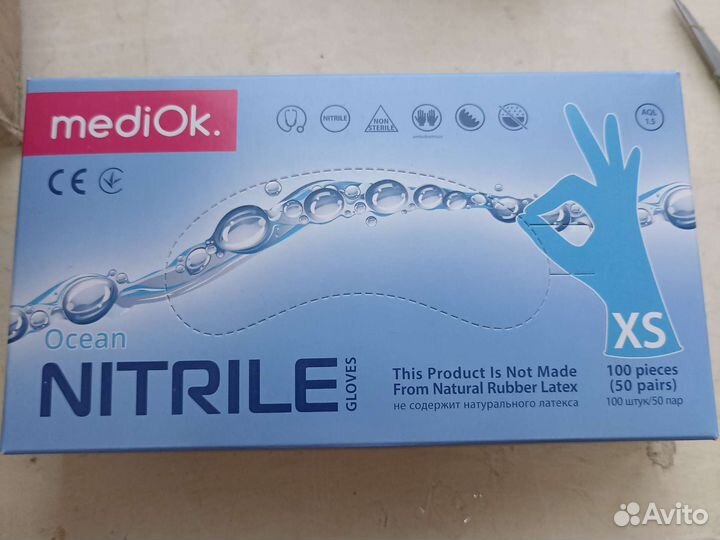 mediOk.
NITRILE
NON
STERILE
AQL
1.5
CE
Ocean
NITRILE
GLOVES
This Product Is Not Made
From Natural Rubber Latex
не содержит натурального латекса
XS
100 pieces
(50 pairs)
100 штук/50 пар
Avito